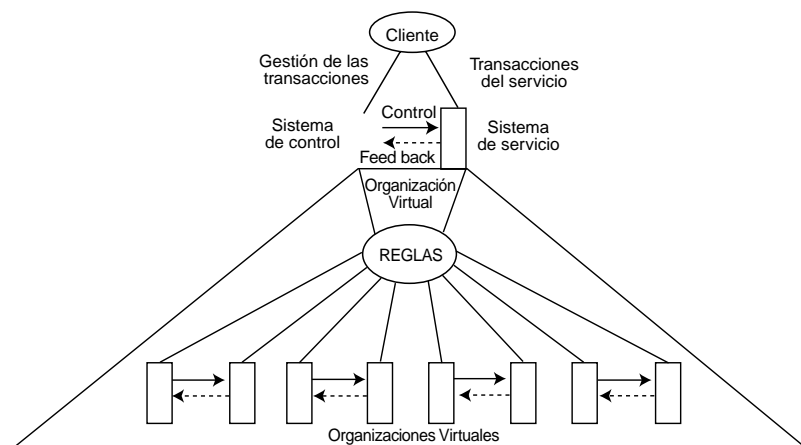 Cliente
Gestión de las
transacciones
Transacciones
del servicio
Control
Sistema
de control
Sistema
de servicio
Feed back
Organización
Virtual
REGLAS
Organizaciones Virtuales